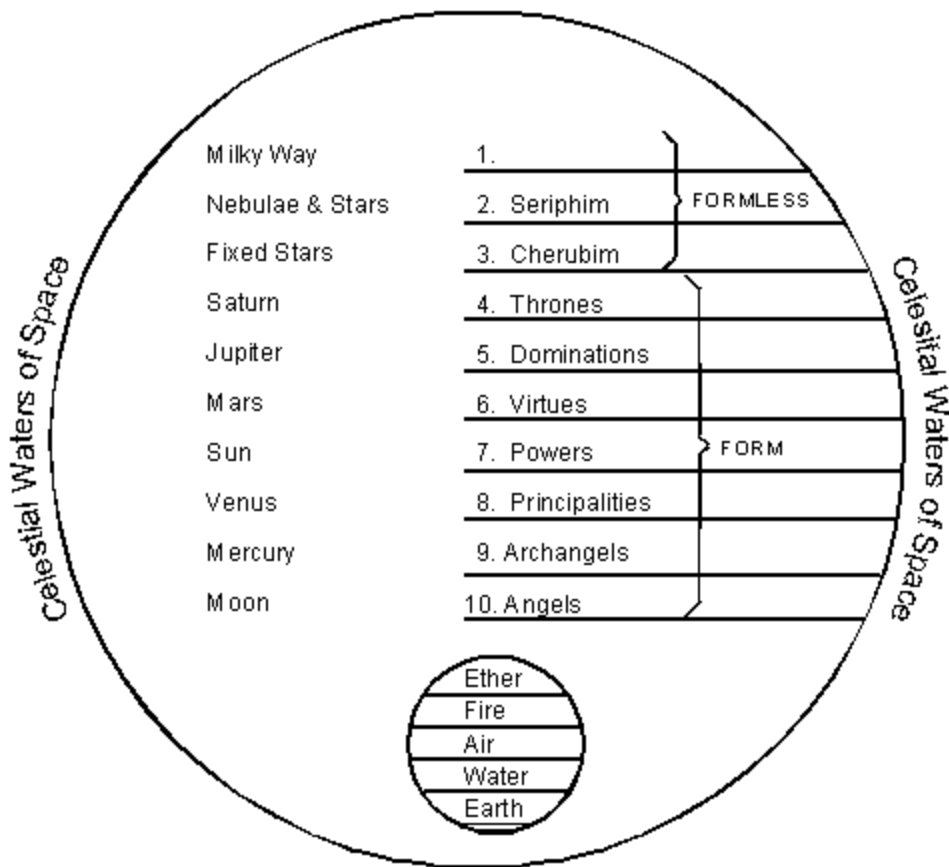 Milky Way 1.
Nebulae & Stars 2. Seriphim FORMLESS
Fixed Stars 3. Cherubim
Saturn 4. Thrones
Jupiter 5. Dominations
Mars 6. Virtues
Sun 7. Powers FORM
Venus 8. Principalities
Mercury 9. Archangels
Moon 10. Angels
Celestial Waters of Space
Celesital Waters of Space
Ether
Fire
Air
Water
Earth